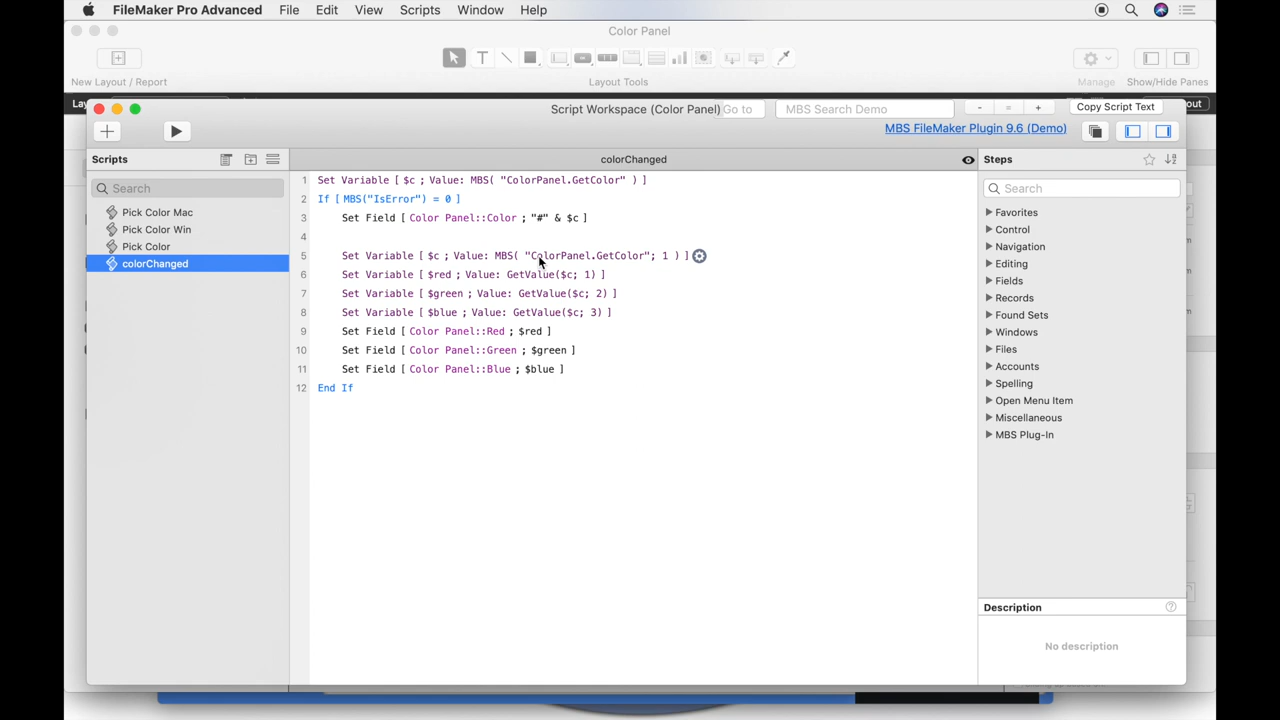 FileMaker Pro Advanced File Edit View Scripts Window Help
Color Panel
New Layout / Report Layout Tools Manage Show/Hide Panes
Script Workspace (Color Panel) Go to MBS Search Demo - = + Copy Script Text
MBS FileMaker Plugin 9.6 (Demo)
Scripts
Search
Pick Color Mac
Pick Color Win
Pick Color
colorChanged
colorChanged
1 Set Variable [ $c ; Value: MBS( "ColorPanel.GetColor" ) ]
2 If [ MBS("IsError") = 0 ]
3 Set Field [ Color Panel::Color ; "#" & $c ]
4
5 Set Variable [ $c ; Value: MBS( "ColorPanel.GetColor"; 1 ) ]
6 Set Variable [ $red ; Value: GetValue($c; 1) ]
7 Set Variable [ $green ; Value: GetValue($c; 2) ]
8 Set Variable [ $blue ; Value: GetValue($c; 3) ]
9 Set Field [ Color Panel::Red ; $red ]
10 Set Field [ Color Panel::Green ; $green ]
11 Set Field [ Color Panel::Blue ; $blue ]
12 End If
Steps
Search
Favorites
Control
Navigation
Editing
Fields
Records
Found Sets
Windows
Files
Accounts
Spelling
Open Menu Item
Miscellaneous
MBS Plug-In
Description
No description